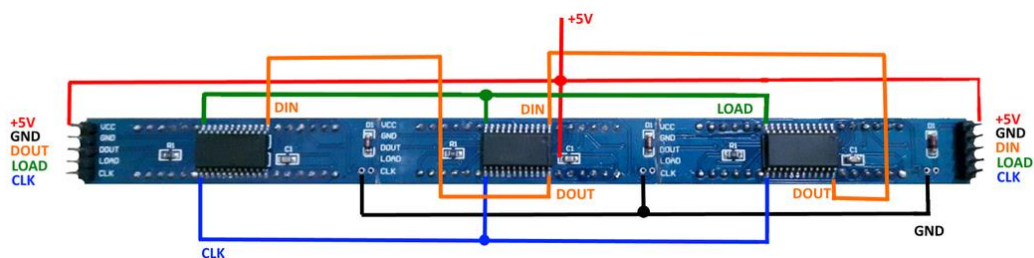 +5V
DIN
DIN
LOAD
+5V
GND
DOUT
LOAD
CLK
VCC
GND
DOUT
LOAD
CLK
R1
C1
D1
VCC
GND
DOUT
LOAD
CLK
R1
C1
D1
VCC
GND
DOUT
LOAD
CLK
R1
C1
D1
+5V
GND
DIN
LOAD
CLK
DOUT
DOUT
GND
CLK